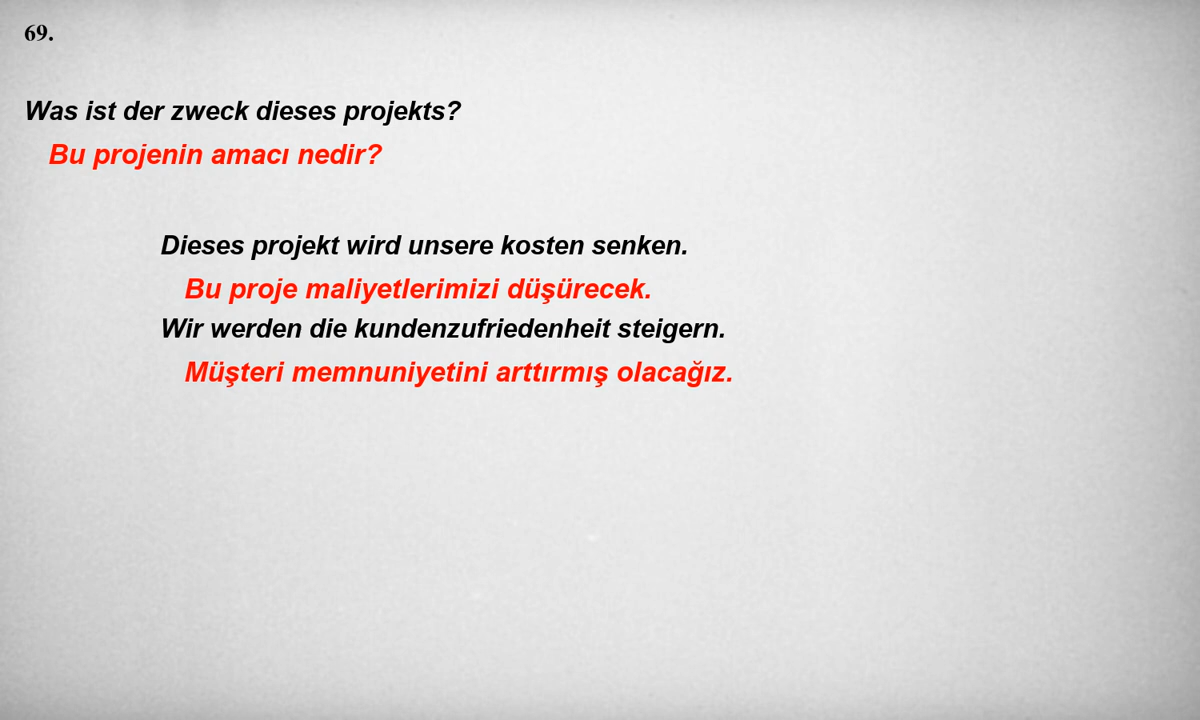 69.
Was ist der zweck dieses projekts?
Bu projenin amacı nedir?
Dieses projekt wird unsere kosten senken.
Bu proje maliyetlerimizi düşürecek.
Wir werden die kundenzufriedenheit steigern.
Müşteri memnuniyetini arttırmış olacağız.